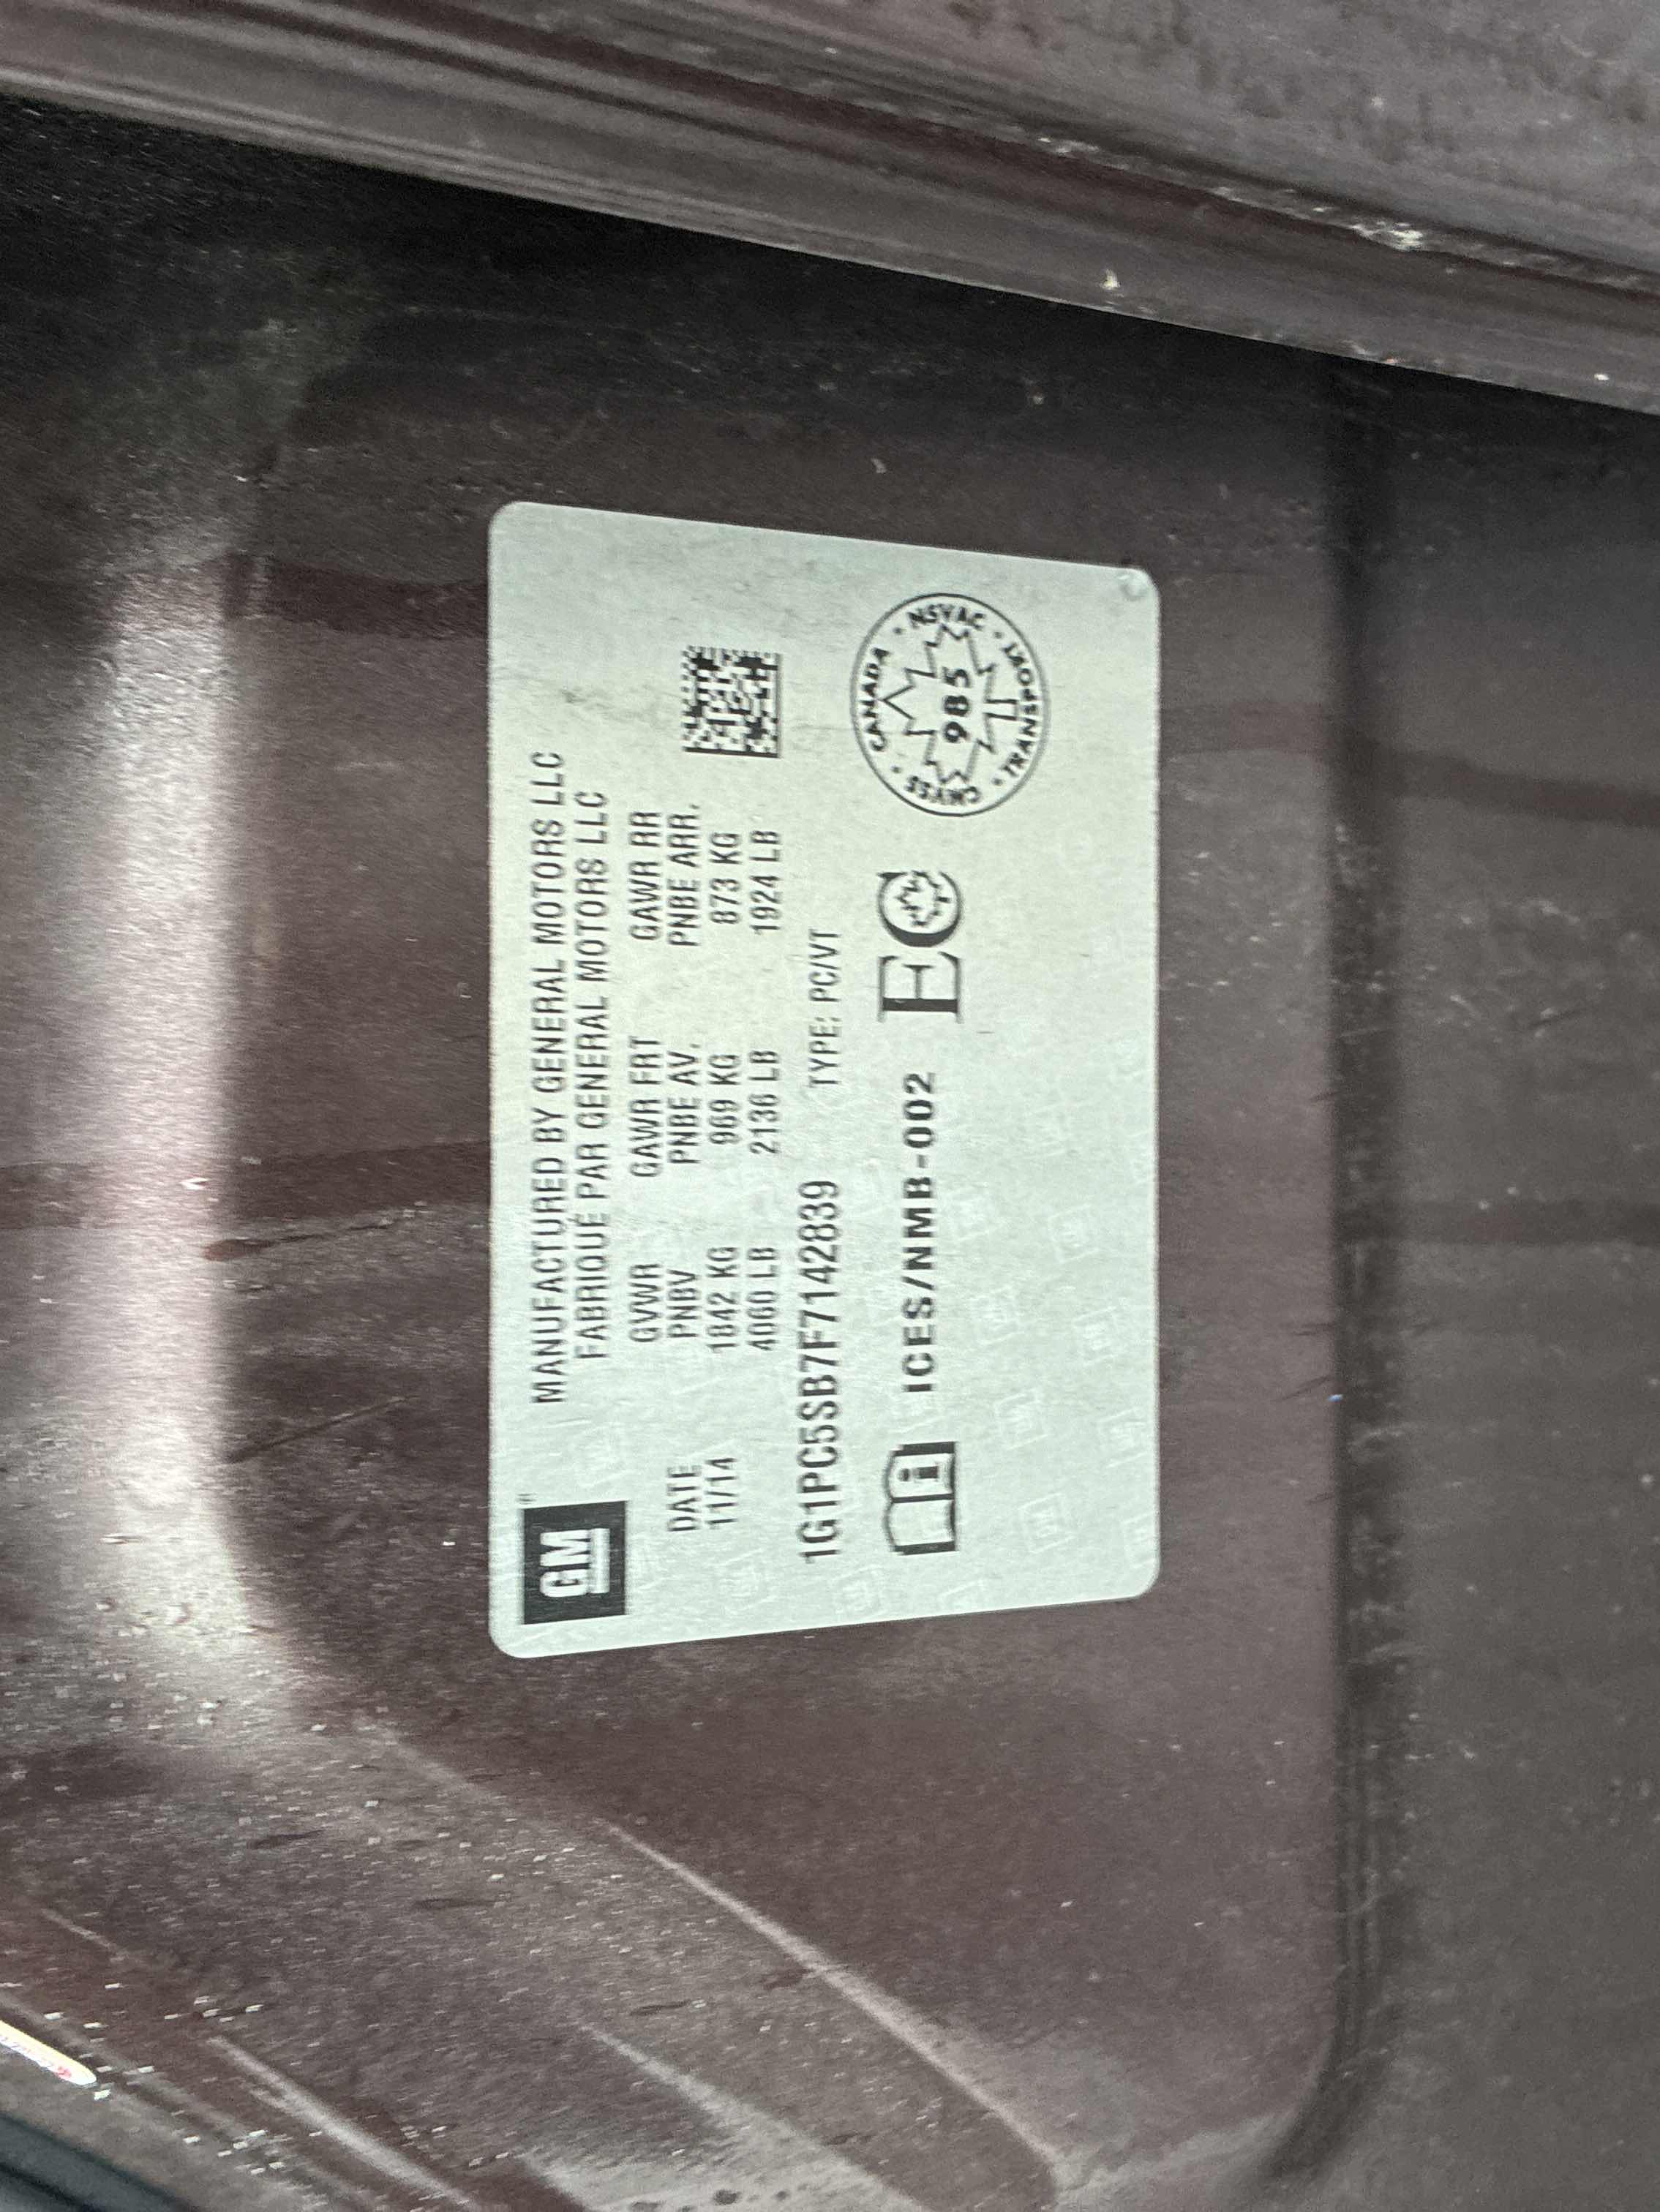 GM
MANUFACTURED BY GENERAL MOTORS LLC
FABRIQUÉ PAR GENERAL MOTORS LLC
DATE GVWR GAWR FRT GAWR RR
11/14 PNBV PNBE AV. PNBE ARR.
1842 KG 969 KG 873 KG
4060 LB 2136 LB 1924 LB
1G1PC5SB7F7142839 TYPE: PC/VT
i ICES/NMB-002 EC
CANADA · NSVAC · TRANSPORT · CMVSS ·
985